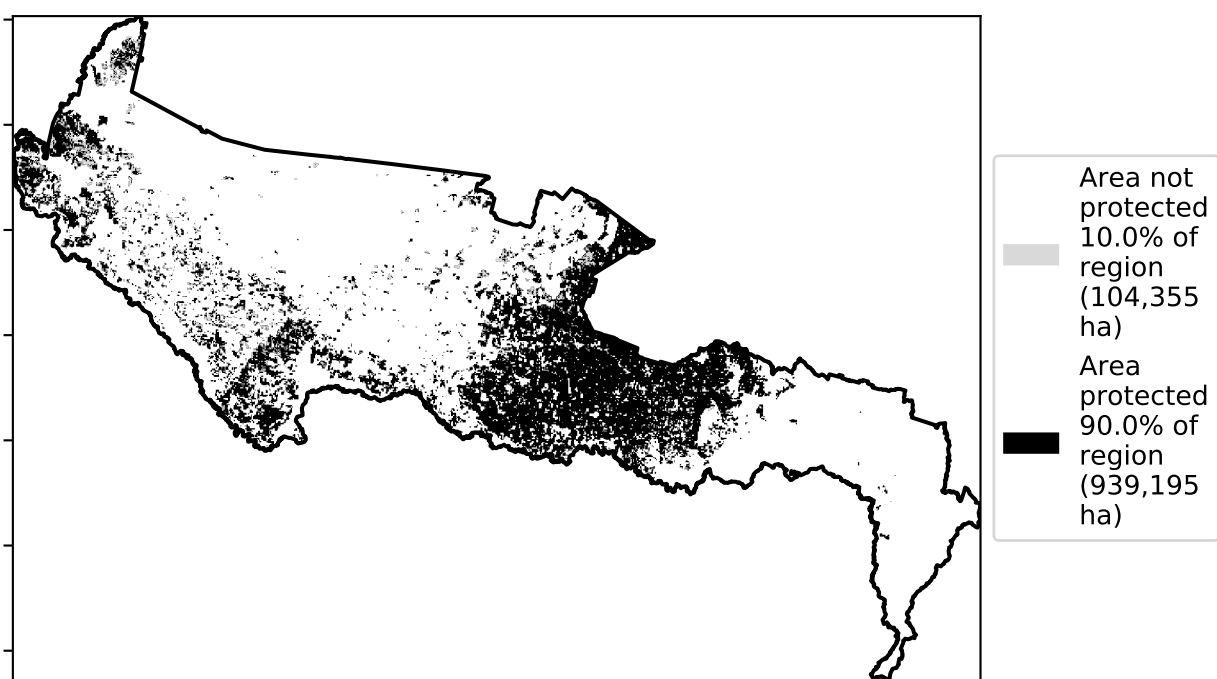 Area not
protected
10.0% of
region
(104,355
ha)
Area
protected
90.0% of
region
(939,195
ha)